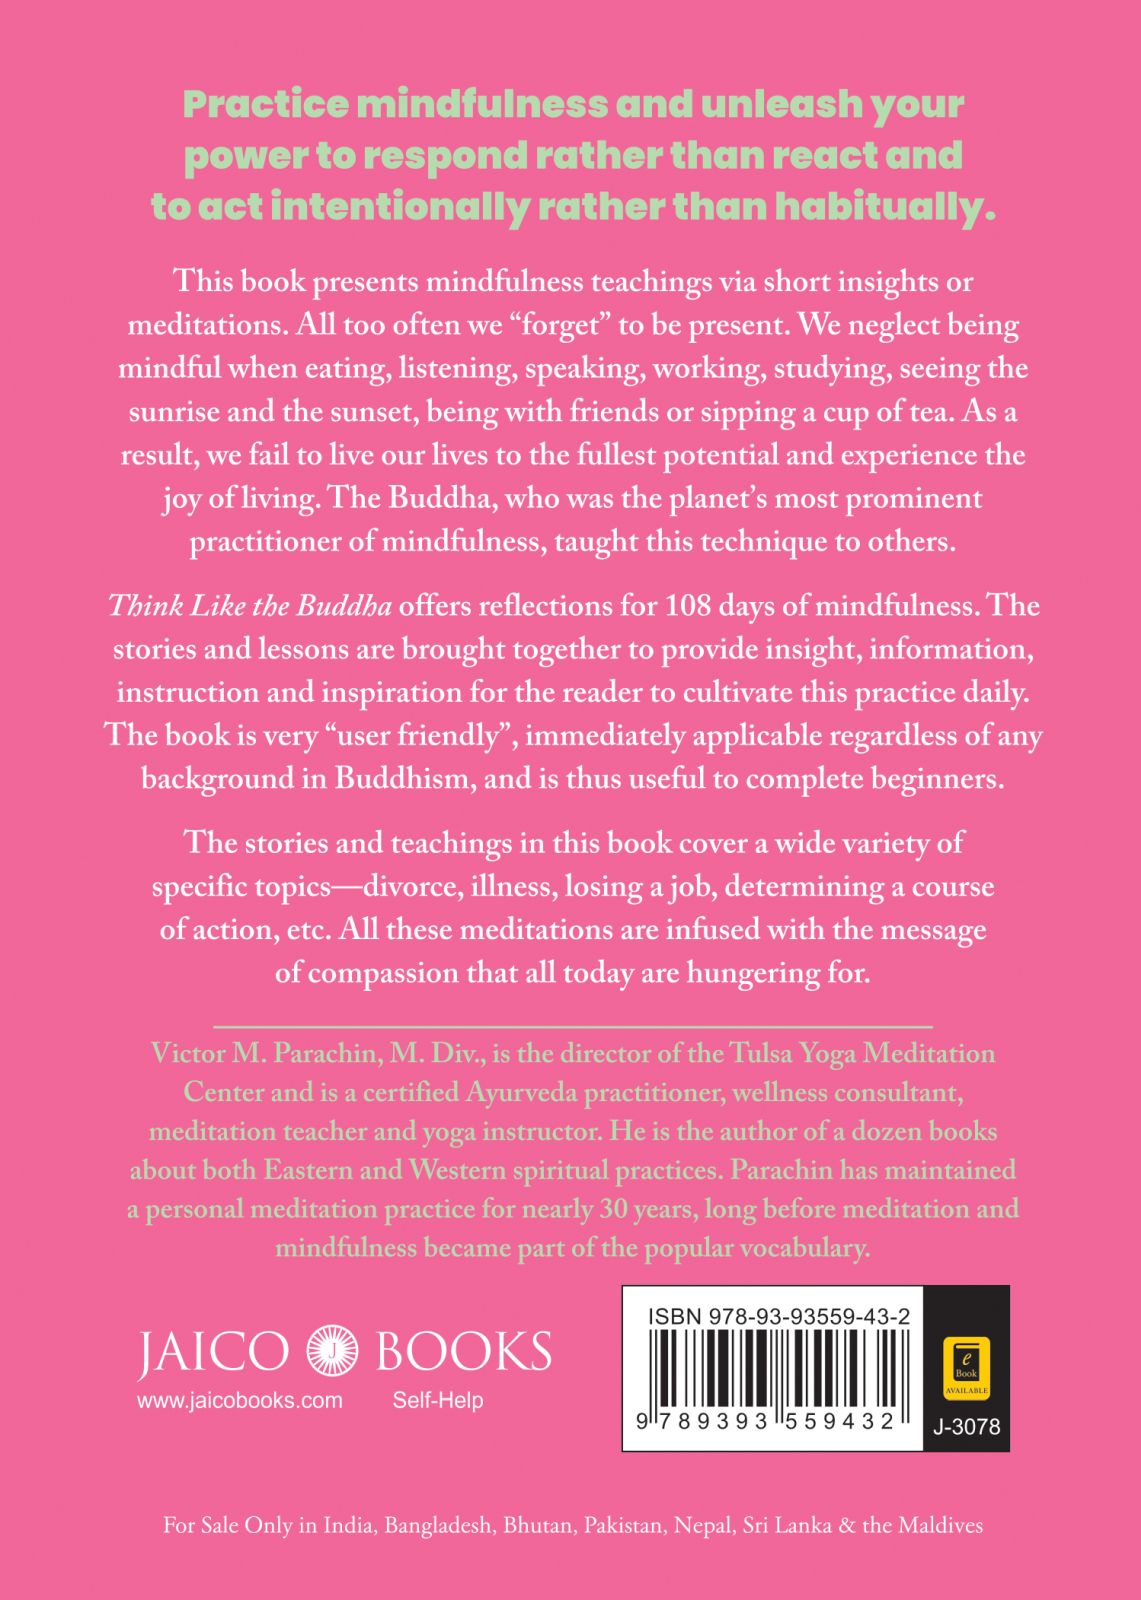 Practice mindfulness and unleash your
power to respond rather than react and
to act intentionally rather than habitually.
This book presents mindfulness teachings via short insights or
meditations. All too often we “forget” to be present. We neglect being
mindful when eating, listening, speaking, working, studying, seeing the
sunrise and the sunset, being with friends or sipping a cup of tea. As a
result, we fail to live our lives to the fullest potential and experience the
joy of living. The Buddha, who was the planet’s most prominent
practitioner of mindfulness, taught this technique to others.
Think Like the Buddha offers reflections for 108 days of mindfulness. The
stories and lessons are brought together to provide insight, information,
instruction and inspiration for the reader to cultivate this practice daily.
The book is very “user friendly”, immediately applicable regardless of any
background in Buddhism, and is thus useful to complete beginners.
The stories and teachings in this book cover a wide variety of
specific topics—divorce, illness, losing a job, determining a course
of action, etc. All these meditations are infused with the message
of compassion that all today are hungering for.
Victor M. Parachin, M. Div., is the director of the Tulsa Yoga Meditation
Center and is a certified Ayurveda practitioner, wellness consultant,
meditation teacher and yoga instructor. He is the author of a dozen books
about both Eastern and Western spiritual practices. Parachin has maintained
a personal meditation practice for nearly 30 years, long before meditation and
mindfulness became part of the popular vocabulary.
JAICO J BOOKS
www.jaicobooks.com Self-Help
ISBN 978-93-93559-43-2
9 789393 559432
e
Book
AVAILABLE
J-3078
For Sale Only in India, Bangladesh, Bhutan, Pakistan, Nepal, Sri Lanka & the Maldives